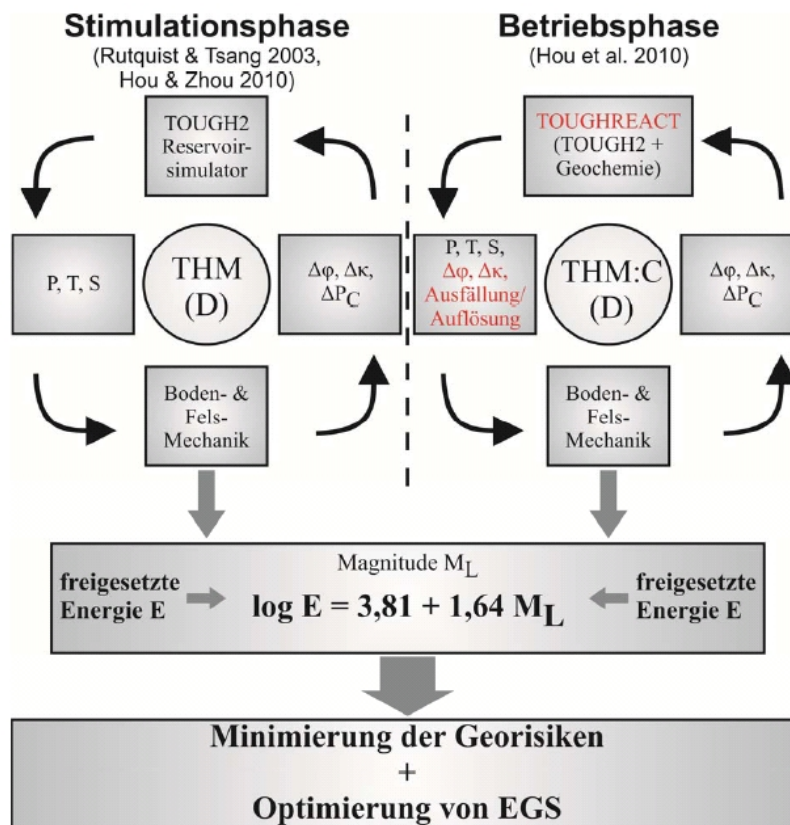 Stimulationsphase
(Rutquist & Tsang 2003,
Hou & Zhou 2010)
TOUGH2
Reservoir-
simulator
P, T, S
THM
(D)
Δφ, Δκ,
ΔP_C
Boden- &
Fels-
Mechanik
Betriebsphase
(Hou et al. 2010)
TOUGHREACT
(TOUGH2 +
Geochemie)
P, T, S,
Δφ, Δκ,
Ausfällung/
Auflösung
THM:C
(D)
Δφ, Δκ,
ΔP_C
Boden- &
Fels-
Mechanik
Magnitude M_L
freigesetzte
Energie E
log E = 3,81 + 1,64 M_L
freigesetzte
Energie E
Minimierung der Georisiken
+
Optimierung von EGS